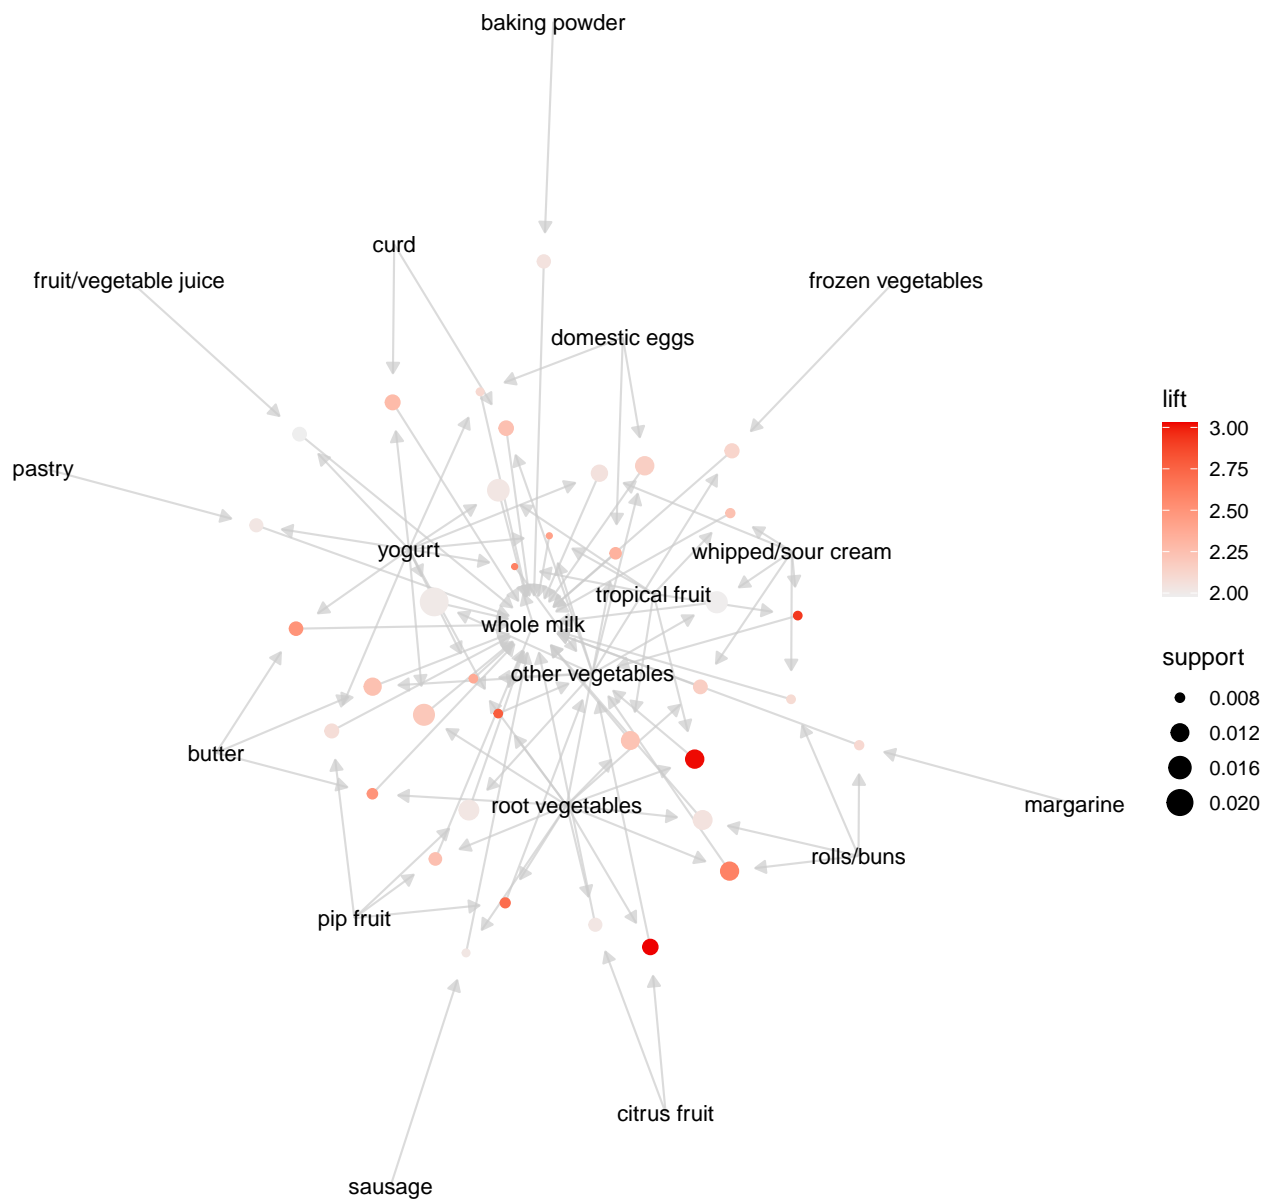 baking powder
curd
fruit/vegetable juice
frozen vegetables
domestic eggs
pastry
yogurt
whipped/sour cream
tropical fruit
whole milk
other vegetables
butter
root vegetables
margarine
rolls/buns
pip fruit
citrus fruit
sausage
lift
3.00
2.75
2.50
2.25
2.00
support
0.008
0.012
0.016
0.020